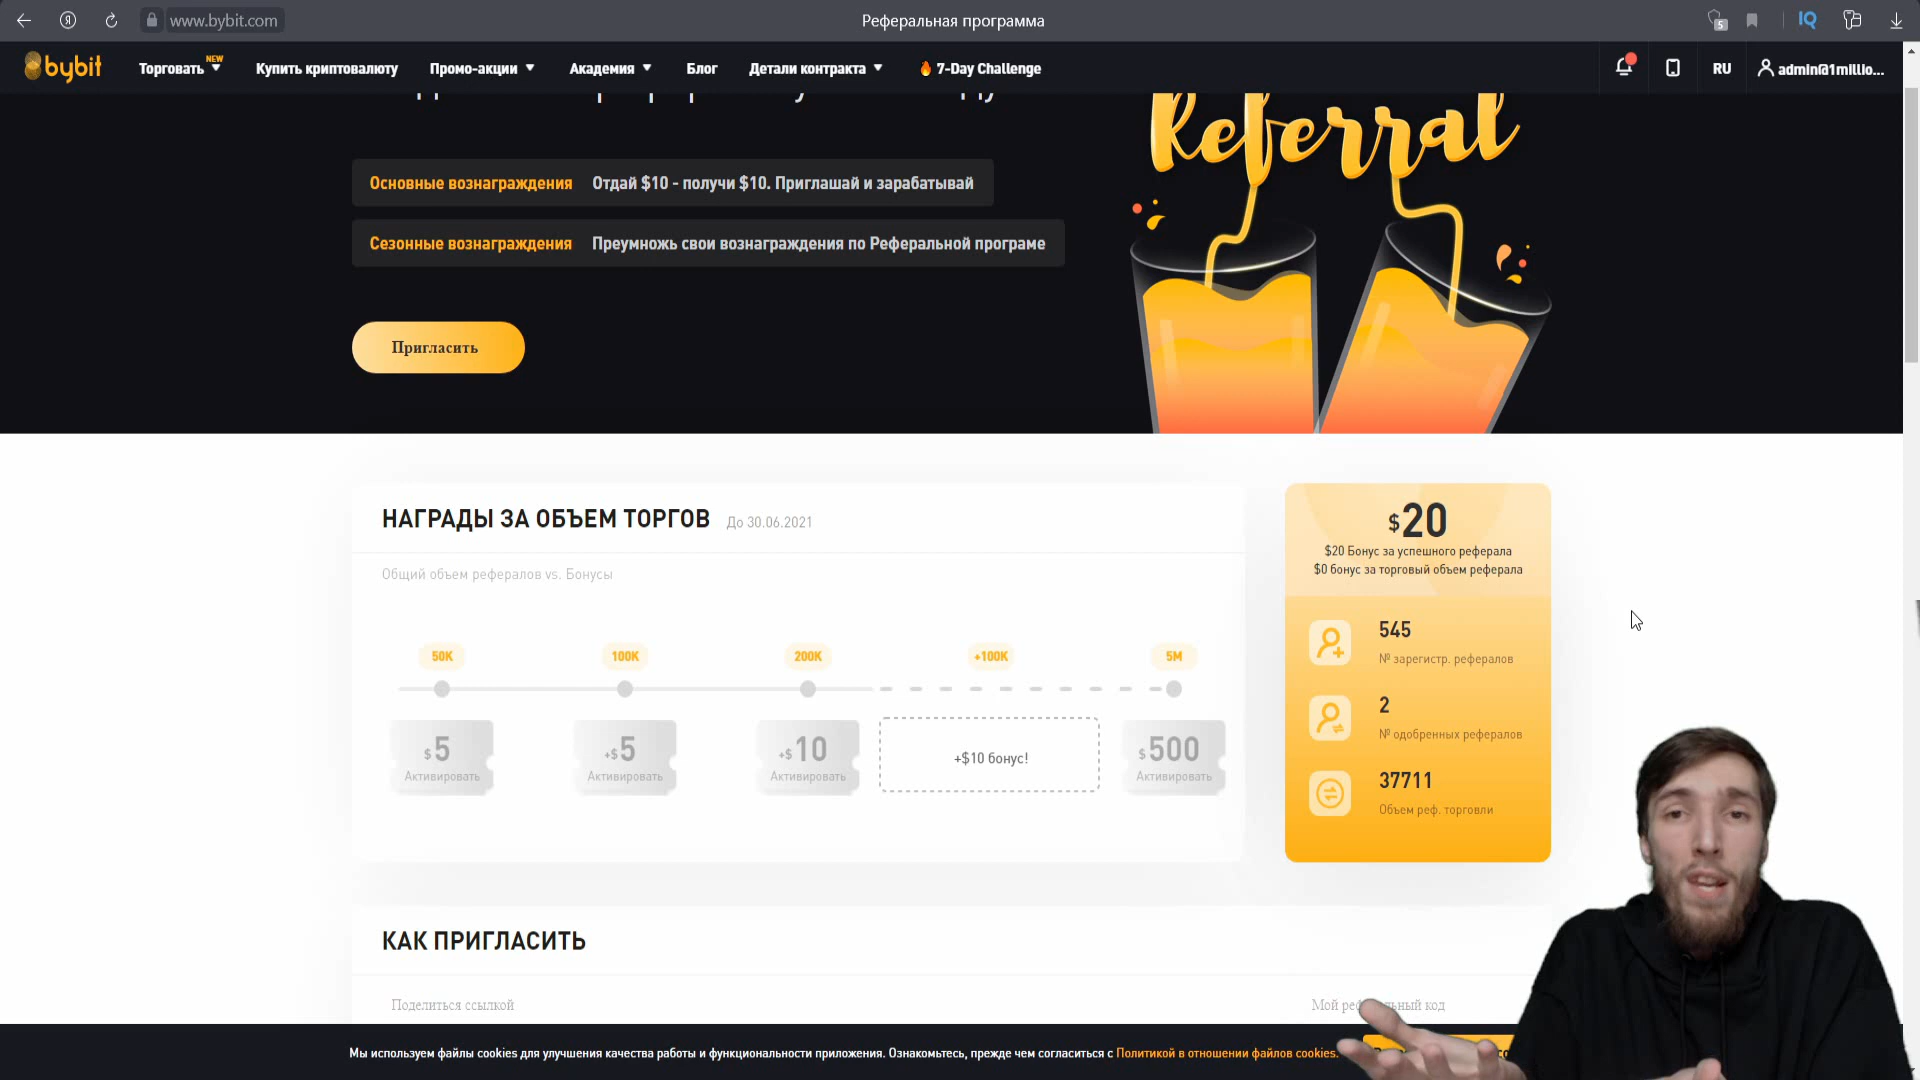 www.bybit.com
Реферальная программа
5
IQ
bybit
Торговать
NEW
Купить криптовалюту
Промо-акции
Академия
Блог
Детали контракта
7-Day Challenge
RU
admin@1millio...
Referral
Основные вознаграждения Отдай $10 - получи $10. Приглашай и зарабатывай
Сезонные вознаграждения Преумножь свои вознаграждения по Реферальной програме
Пригласить
НАГРАДЫ ЗА ОБЪЕМ ТОРГОВ До 30.06.2021
Общий объем рефералов vs. Бонусы
50K
100K
200K
+100K
5M
$5
Активировать
+$5
Активировать
+$10
Активировать
+$10 бонус!
$500
Активировать
$20
$20 Бонус за успешного реферала
$0 бонус за торговый объем реферала
545
№ зарегистр. рефералов
2
№ одобренных рефералов
37711
Объем реф. торговли
КАК ПРИГЛАСИТЬ
Поделиться ссылкой
Мой код
Мы используем файлы cookies для улучшения качества работы и функциональности приложения. Ознакомьтесь, прежде чем согласиться с Политикой в отношении файлов cookies.